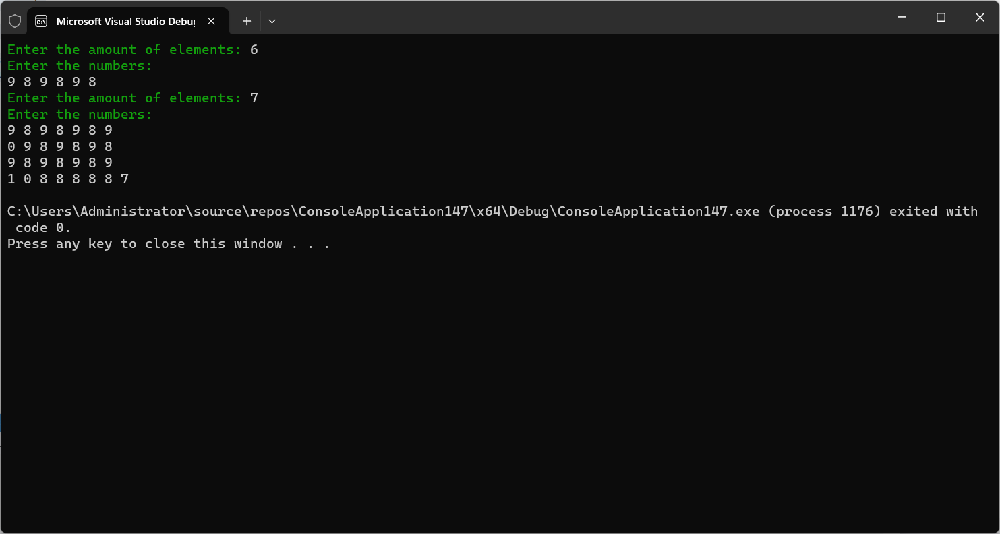 Microsoft Visual Studio Debug
Enter the amount of elements: 6
Enter the numbers:
9 8 9 8 9 8
Enter the amount of elements: 7
Enter the numbers:
9 8 9 8 9 8 9
0 9 8 9 8 9 8
9 8 9 8 9 8 9
1 0 8 8 8 8 8 7
C:\Users\Administrator\source\repos\ConsoleApplication147\x64\Debug\ConsoleApplication147.exe (process 1176) exited with
code 0.
Press any key to close this window . . .